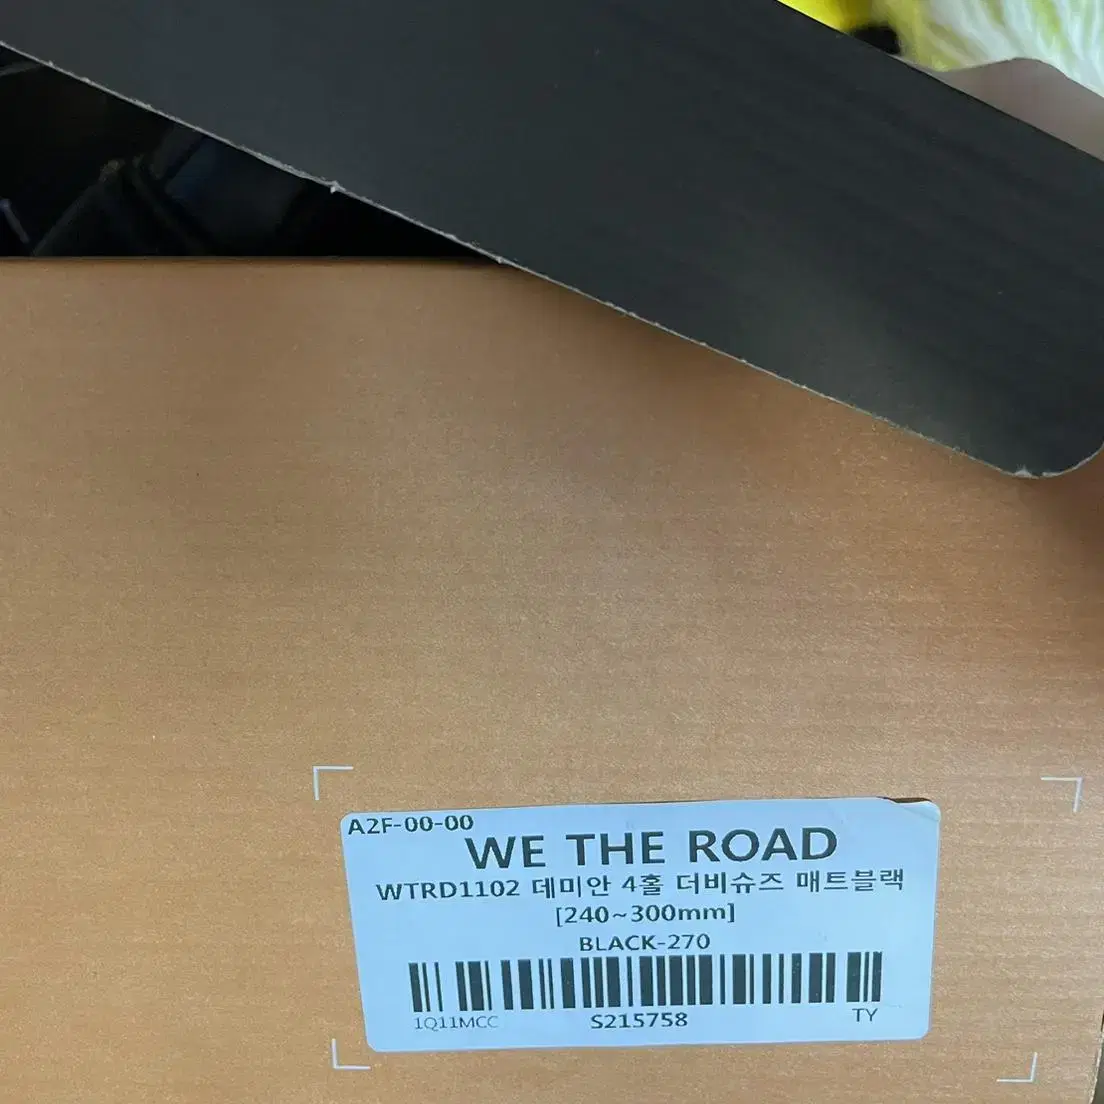 A2F-00-00
WE THE ROAD
WTRD1102 데미안 4홀 더비슈즈 매트블랙
[240~300mm]
BLACK-270
1Q11MCC S215758 TY